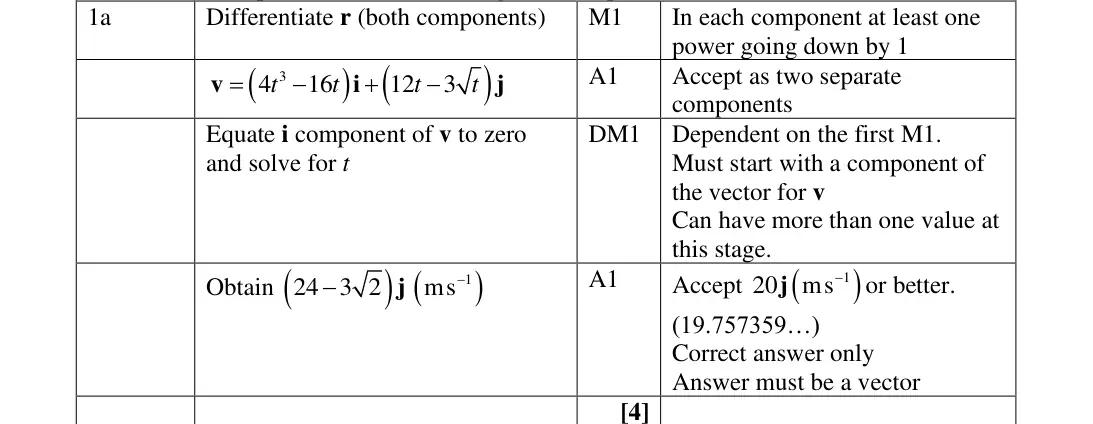 1a Differentiate r (both components) M1 In each component at least one
power going down by 1
v = (4t³ − 16t)i + (12t − 3√t)j A1 Accept as two separate
components
Equate i component of v to zero DM1 Dependent on the first M1.
and solve for t Must start with a component of
the vector for v
Can have more than one value at
this stage.
Obtain (24 − 3√2)j (ms⁻¹) A1 Accept 20j(ms⁻¹) or better.
(19.757359…)
Correct answer only
Answer must be a vector
[4]